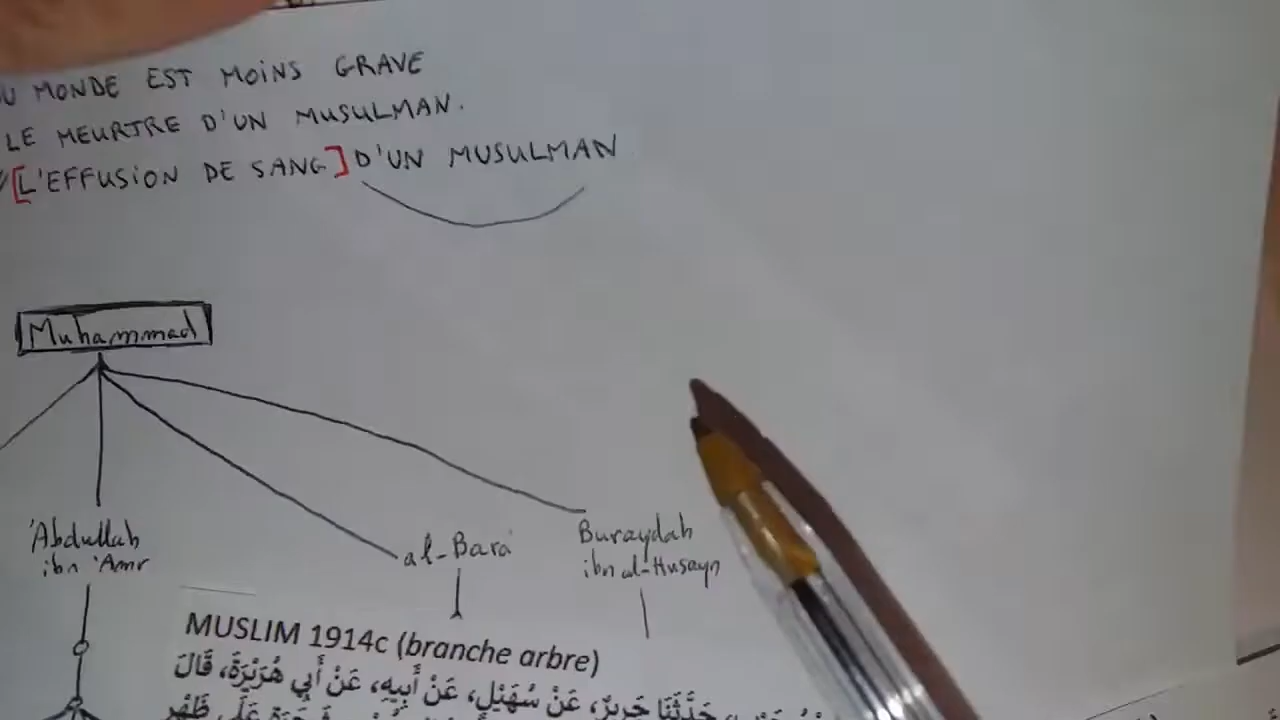 U MONDE EST MOINS GRAVE
LE MEURTRE D'UN MUSULMAN.
[L'EFFUSION DE SANG] D'UN MUSULMAN
Muhammad
'Abdullah
ibn 'Amr
al-Bara'
Buraydah
ibn al-Husayn
MUSLIM 1914c (branche arbre)
حَدَّثَنَا جَرِيرٌ، عَنْ سُهَيْلٍ، عَنْ أَبِيهِ، عَنْ أَبِي هُرَيْرَةَ، قَالَ
عَلَى ظَهْرِ